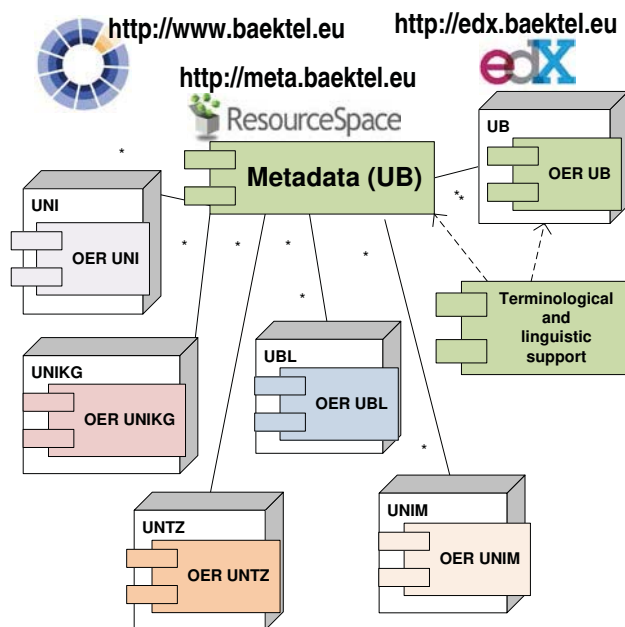 http://www.baektel.eu
http://edx.baektel.eu
edX
http://meta.baektel.eu
ResourceSpace
Metadata (UB)
*
**
UB
OER UB
UNI
OER UNI
*
*
*
*
Terminological
and
linguistic
support
*
UNIKG
OER UNIKG
UBL
OER UBL
*
UNTZ
OER UNTZ
UNIM
OER UNIM